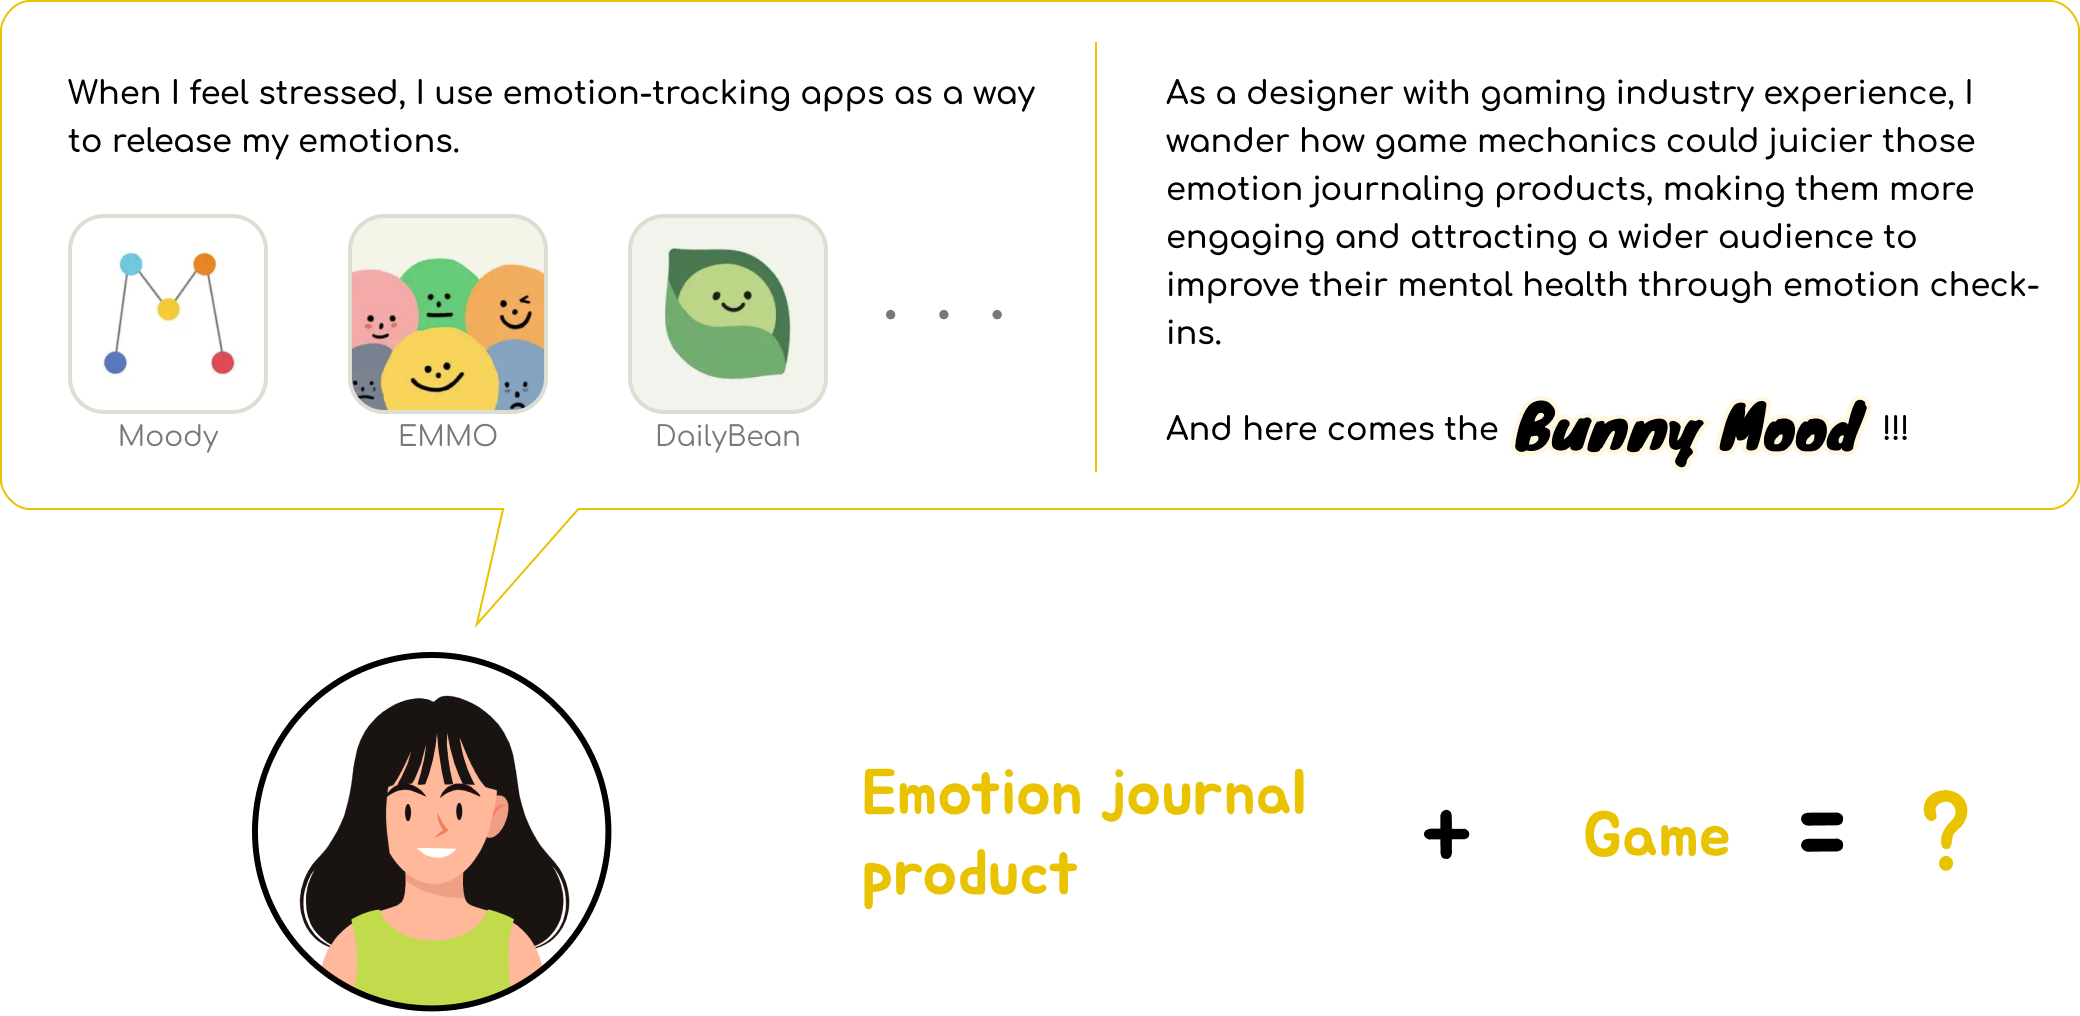 When I feel stressed, I use emotion-tracking apps as a way
to release my emotions.
Moody
EMMO
DailyBean
As a designer with gaming industry experience, I
wander how game mechanics could juicier those
emotion journaling products, making them more
engaging and attracting a wider audience to
improve their mental health through emotion check-
ins.
And here comes the Bunny Mood !!!
Emotion journal
product
+ Game = ?